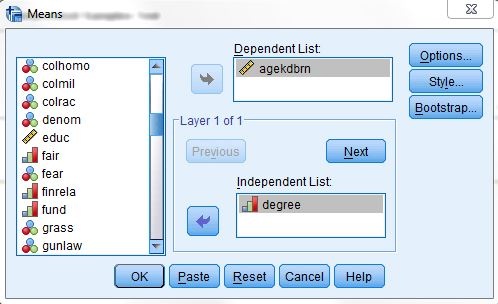 Means
Dependent List:
agekdbrn
Options...
Style...
Bootstrap...
colhomo
colmil
colrac
denom
educ
fair
fear
finrela
fund
grass
gunlaw
Layer 1 of 1
Previous
Next
Independent List:
degree
OK
Paste
Reset
Cancel
Help